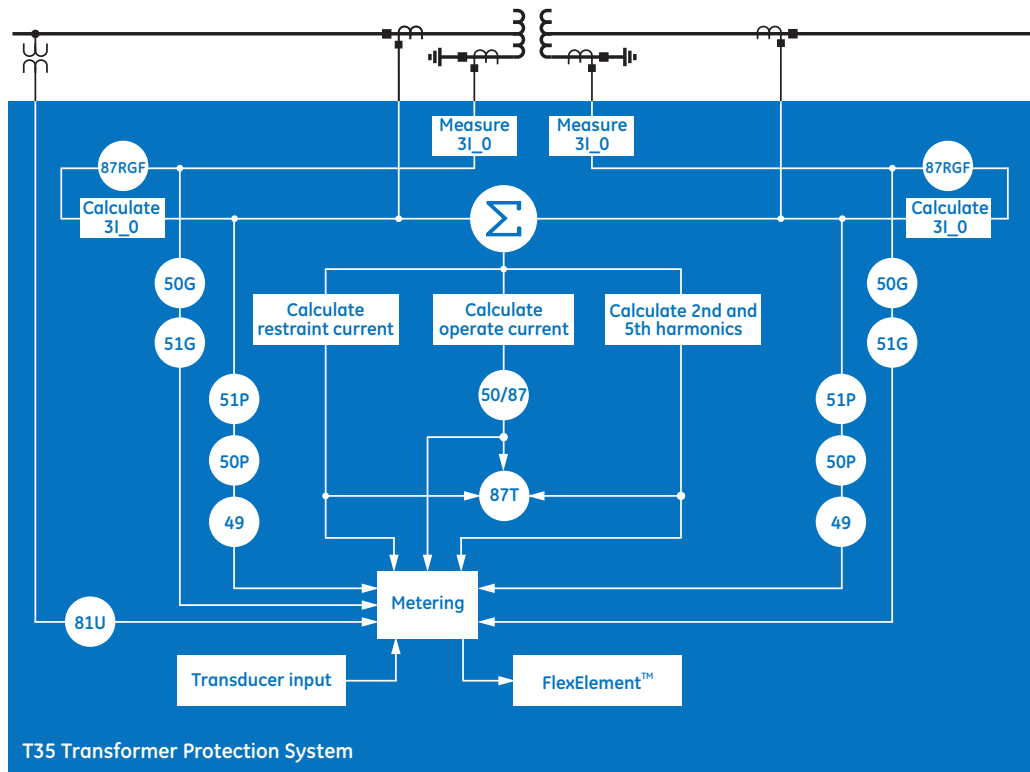 Measure
3I_0
Measure
3I_0
87RGF
87RGF
Calculate
3I_0
Σ
Calculate
3I_0
50G
50G
Calculate
restraint current
Calculate
operate current
Calculate 2nd and
5th harmonics
51G
51G
51P
50/87
51P
50P
50P
87T
49
49
Metering
81U
Transducer input
FlexElement™
T35 Transformer Protection System